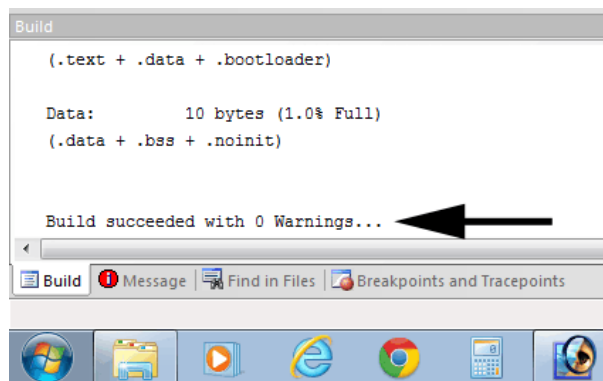 Build
(.text + .data + .bootloader)
Data: 10 bytes (1.0% Full)
(.data + .bss + .noinit)
Build succeeded with 0 Warnings...
Build Message Find in Files Breakpoints and Tracepoints